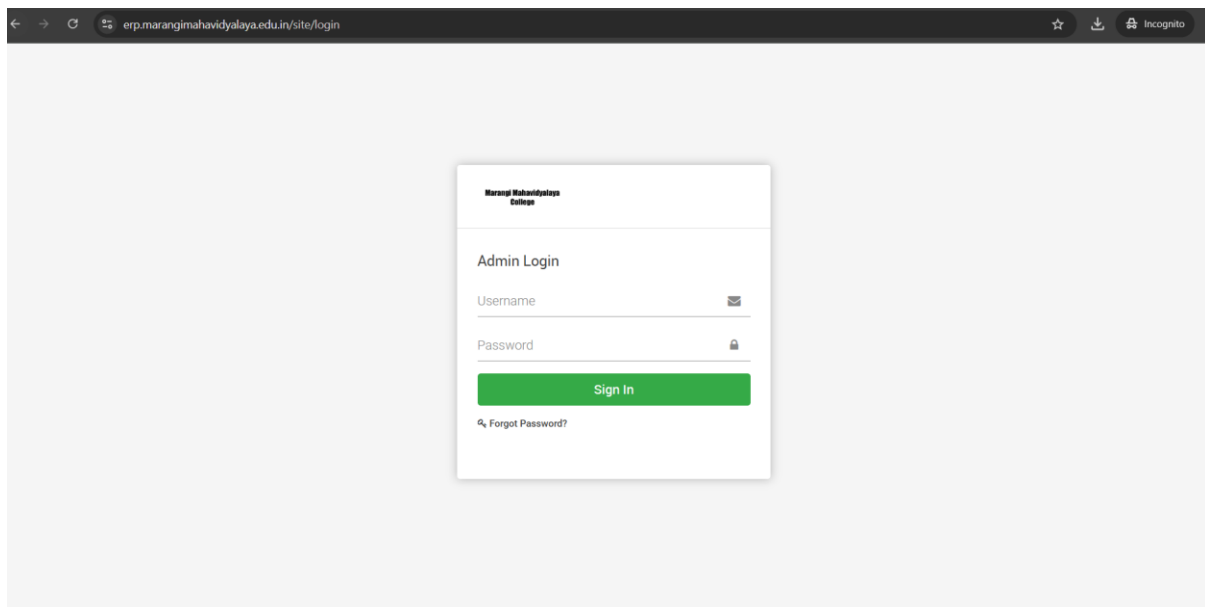 erp.marangimahavidyalaya.edu.in/site/login
Incognito
Marangi Mahavidyalaya
College
Admin Login
Username
Password
Sign In
Forgot Password?